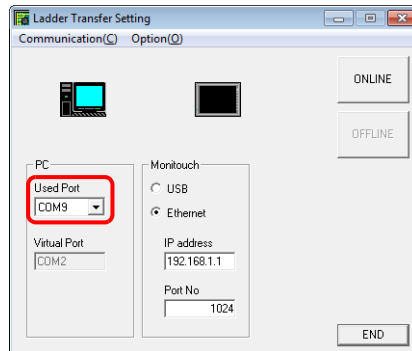 Ladder Transfer Setting
Communication(C) Option(O)
ONLINE
OFFLINE
PC
Used Port
COM9
Virtual Port
COM2
Monitouch
USB
Ethernet
IP address
192.168.1.1
Port No
1024
END